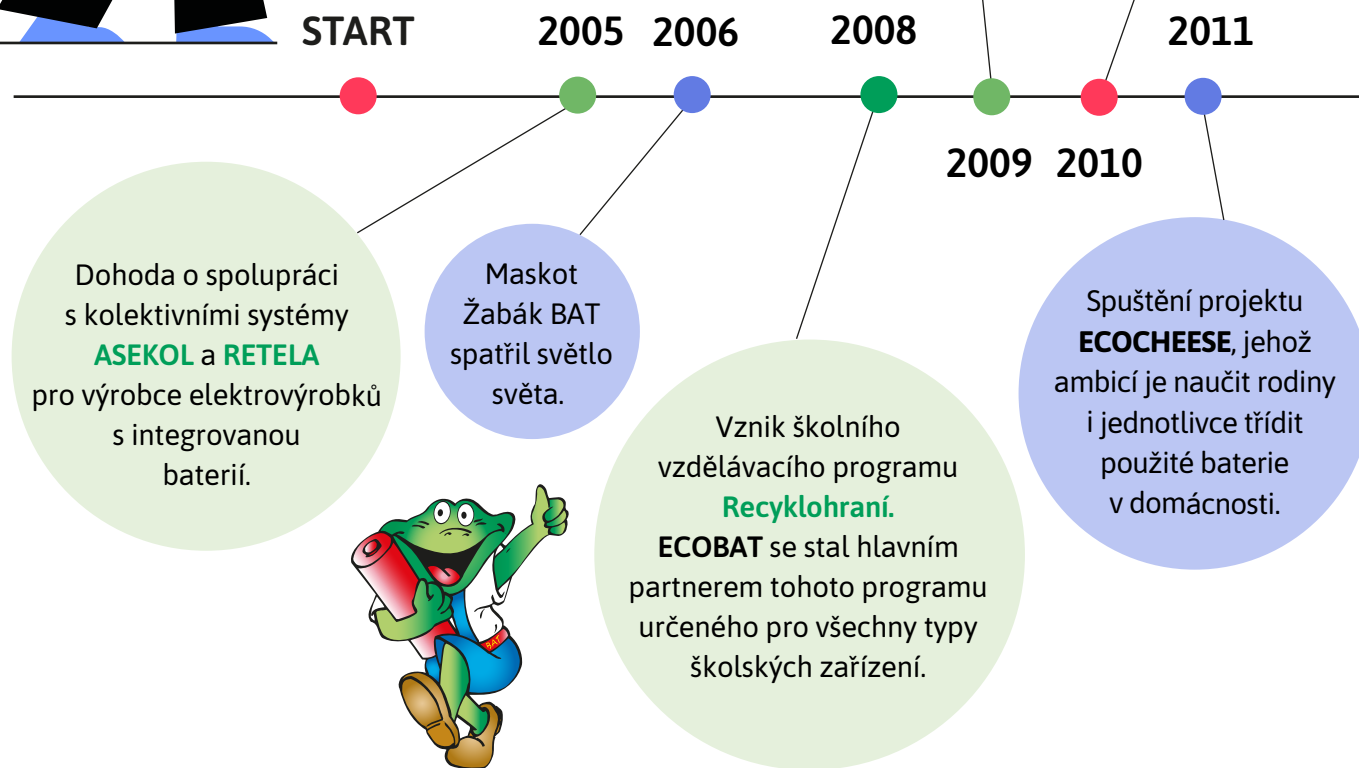 START
2005
2006
2008
2011
2009
2010
Dohoda o spolupráci
s kolektivními systémy
ASEKOL a RETELA
pro výrobce elektrovýrobků
s integrovanou
baterií.
Maskot
Žabák BAT
spatřil světlo
světa.
Vznik školního
vzdělávacího programu
Recyklohraní.
ECOBAT se stal hlavním
partnerem tohoto programu
určeného pro všechny typy
školských zařízení.
Spuštění projektu
ECOCHEESE, jehož
ambicí je naučit rodiny
i jednotlivce třídit
použité baterie
v domácnosti.
BAT